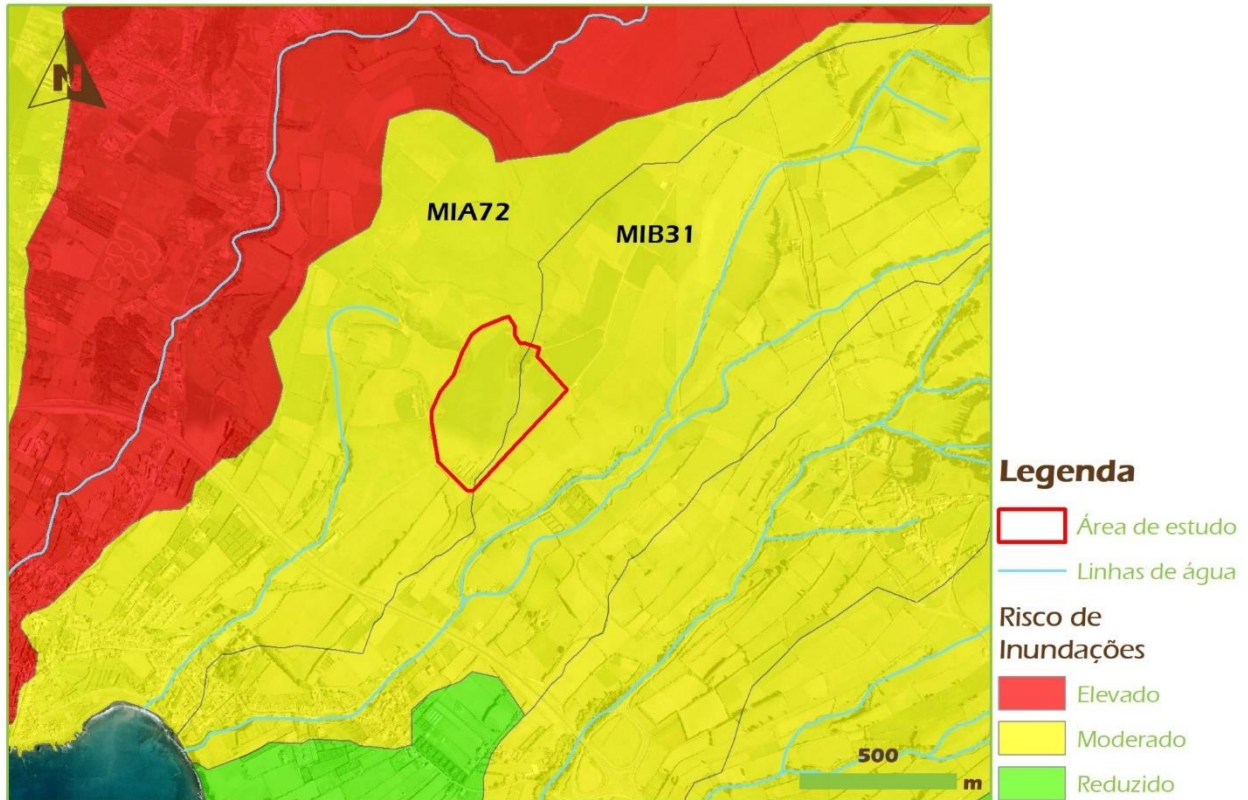 N
MIA72
MIB31
500
m
Legenda
Área de estudo
Linhas de água
Risco de
Inundações
Elevado
Moderado
Reduzido